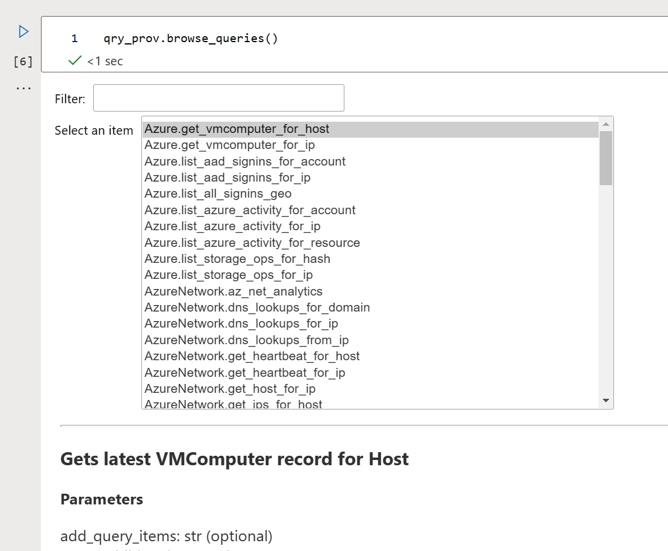 1 qry_prov.browse_queries()
[6] <1 sec
...
Filter:
Select an item
Azure.get_vmcomputer_for_host
Azure.get_vmcomputer_for_ip
Azure.list_aad_signins_for_account
Azure.list_aad_signins_for_ip
Azure.list_all_signins_geo
Azure.list_azure_activity_for_account
Azure.list_azure_activity_for_ip
Azure.list_azure_activity_for_resource
Azure.list_storage_ops_for_hash
Azure.list_storage_ops_for_ip
AzureNetwork.az_net_analytics
AzureNetwork.dns_lookups_for_domain
AzureNetwork.dns_lookups_for_ip
AzureNetwork.dns_lookups_from_ip
AzureNetwork.get_heartbeat_for_host
AzureNetwork.get_heartbeat_for_ip
AzureNetwork.get_host_for_ip
AzureNetwork.get_ips_for_host
Gets latest VMComputer record for Host
Parameters
add_query_items: str (optional)